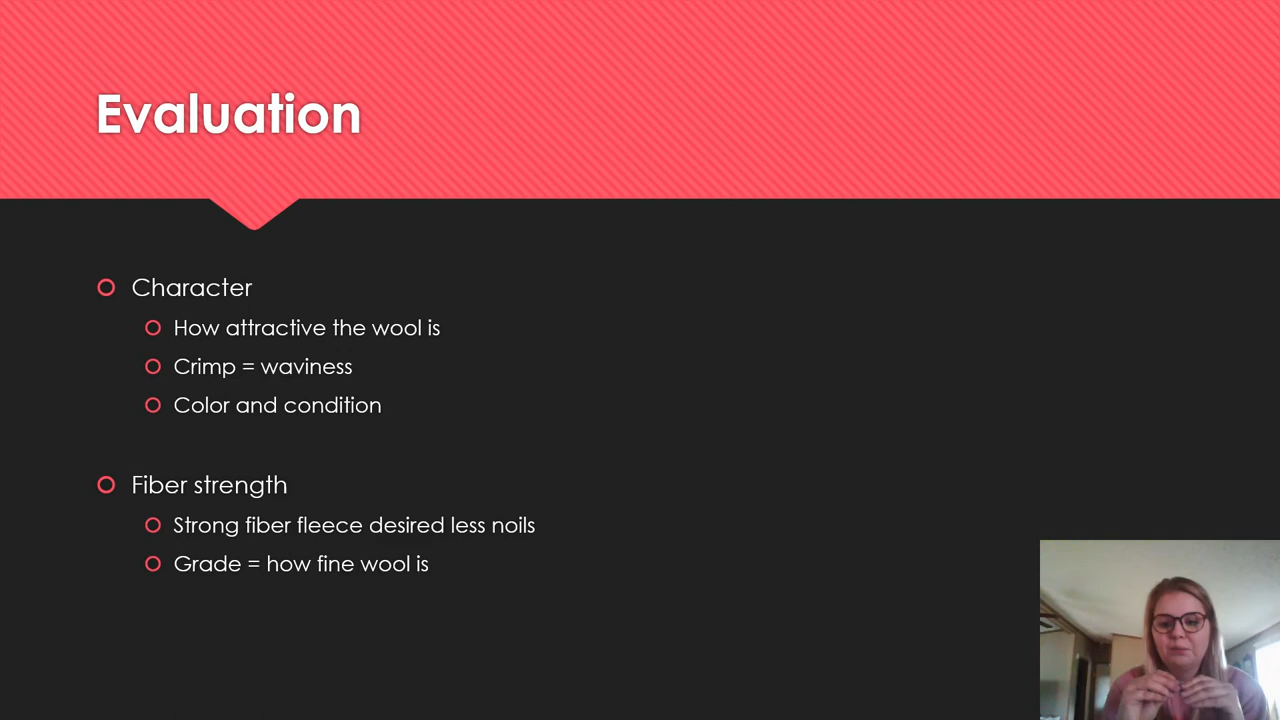 Evaluation
Character
How attractive the wool is
Crimp = waviness
Color and condition
Fiber strength
Strong fiber fleece desired less noils
Grade = how fine wool is